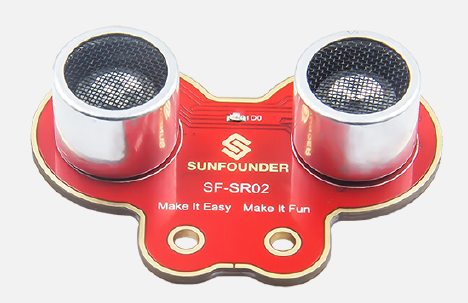 SUNFOUNDER
SF-SR02
Make It Easy Make It Fun